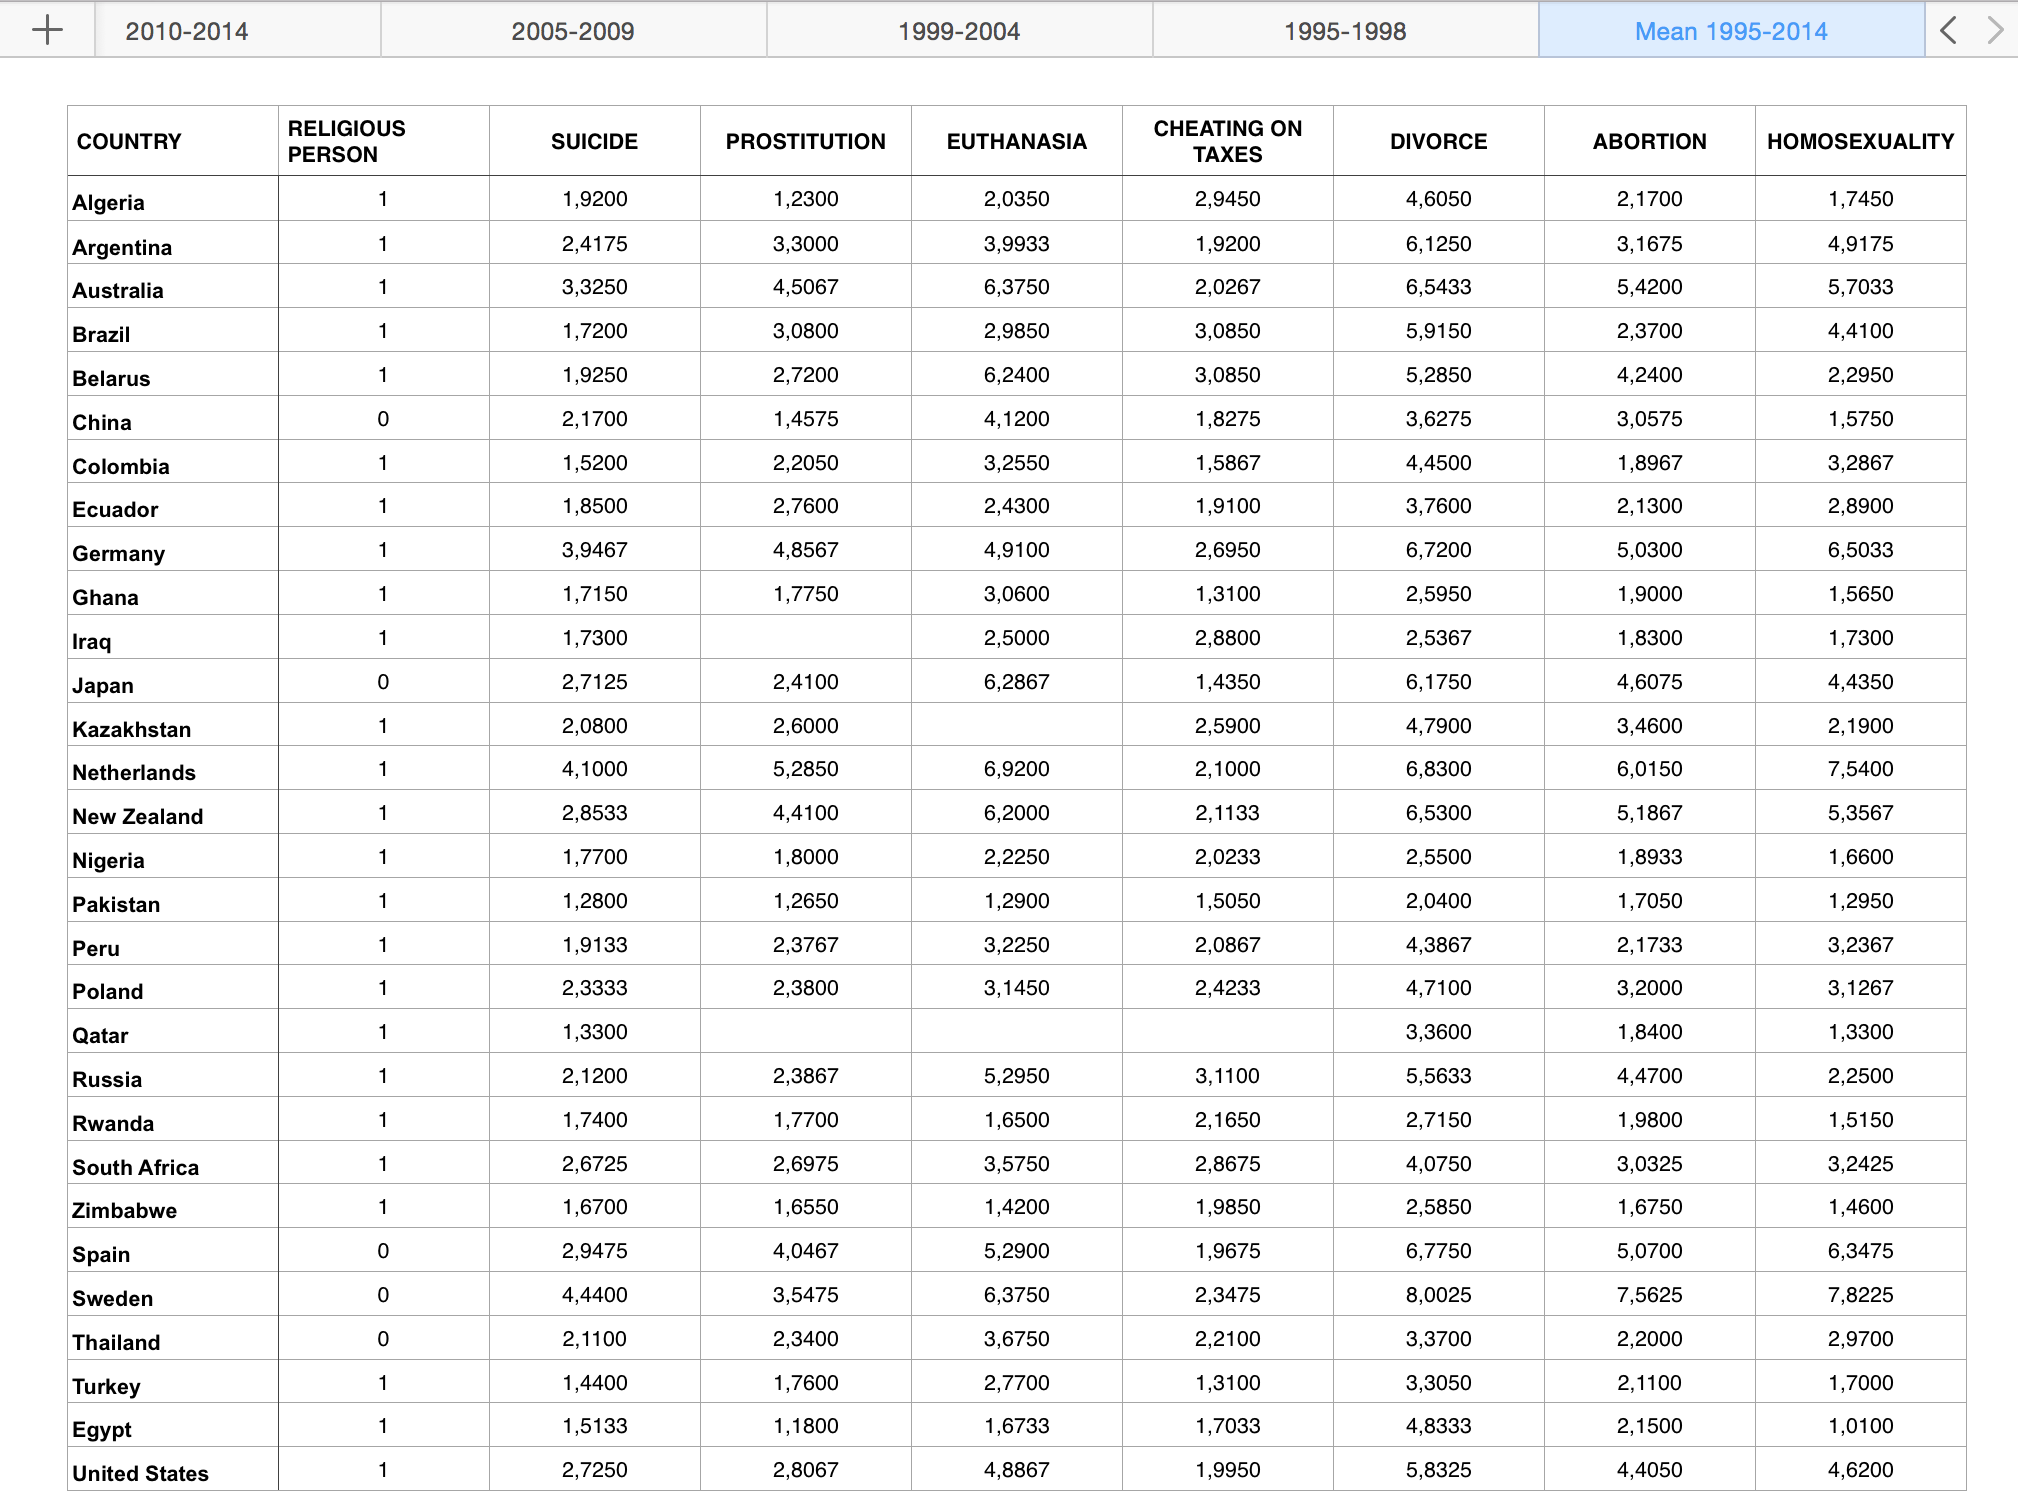 2010-2014 2005-2009 1999-2004 1995-1998 Mean 1995-2014
COUNTRY RELIGIOUS PERSON SUICIDE PROSTITUTION EUTHANASIA CHEATING ON TAXES DIVORCE ABORTION HOMOSEXUALITY
Algeria 1 1,9200 1,2300 2,0350 2,9450 4,6050 2,1700 1,7450
Argentina 1 2,4175 3,3000 3,9933 1,9200 6,1250 3,1675 4,9175
Australia 1 3,3250 4,5067 6,3750 2,0267 6,5433 5,4200 5,7033
Brazil 1 1,7200 3,0800 2,9850 3,0850 5,9150 2,3700 4,4100
Belarus 1 1,9250 2,7200 6,2400 3,0850 5,2850 4,2400 2,2950
China 0 2,1700 1,4575 4,1200 1,8275 3,6275 3,0575 1,5750
Colombia 1 1,5200 2,2050 3,2550 1,5867 4,4500 1,8967 3,2867
Ecuador 1 1,8500 2,7600 2,4300 1,9100 3,7600 2,1300 2,8900
Germany 1 3,9467 4,8567 4,9100 2,6950 6,7200 5,0300 6,5033
Ghana 1 1,7150 1,7750 3,0600 1,3100 2,5950 1,9000 1,5650
Iraq 1 1,7300 2,5000 2,8800 2,5367 1,8300 1,7300
Japan 0 2,7125 2,4100 6,2867 1,4350 6,1750 4,6075 4,4350
Kazakhstan 1 2,0800 2,6000 2,5900 4,7900 3,4600 2,1900
Netherlands 1 4,1000 5,2850 6,9200 2,1000 6,8300 6,0150 7,5400
New Zealand 1 2,8533 4,4100 6,2000 2,1133 6,5300 5,1867 5,3567
Nigeria 1 1,7700 1,8000 2,2250 2,0233 2,5500 1,8933 1,6600
Pakistan 1 1,2800 1,2650 1,2900 1,5050 2,0400 1,7050 1,2950
Peru 1 1,9133 2,3767 3,2250 2,0867 4,3867 2,1733 3,2367
Poland 1 2,3333 2,3800 3,1450 2,4233 4,7100 3,2000 3,1267
Qatar 1 1,3300 3,3600 1,8400 1,3300
Russia 1 2,1200 2,3867 5,2950 3,1100 5,5633 4,4700 2,2500
Rwanda 1 1,7400 1,7700 1,6500 2,1650 2,7150 1,9800 1,5150
South Africa 1 2,6725 2,6975 3,5750 2,8675 4,0750 3,0325 3,2425
Zimbabwe 1 1,6700 1,6550 1,4200 1,9850 2,5850 1,6750 1,4600
Spain 0 2,9475 4,0467 5,2900 1,9675 6,7750 5,0700 6,3475
Sweden 0 4,4400 3,5475 6,3750 2,3475 8,0025 7,5625 7,8225
Thailand 0 2,1100 2,3400 3,6750 2,2100 3,3700 2,2000 2,9700
Turkey 1 1,4400 1,7600 2,7700 1,3100 3,3050 2,1100 1,7000
Egypt 1 1,5133 1,1800 1,6733 1,7033 4,8333 2,1500 1,0100
United States 1 2,7250 2,8067 4,8867 1,9950 5,8325 4,4050 4,6200